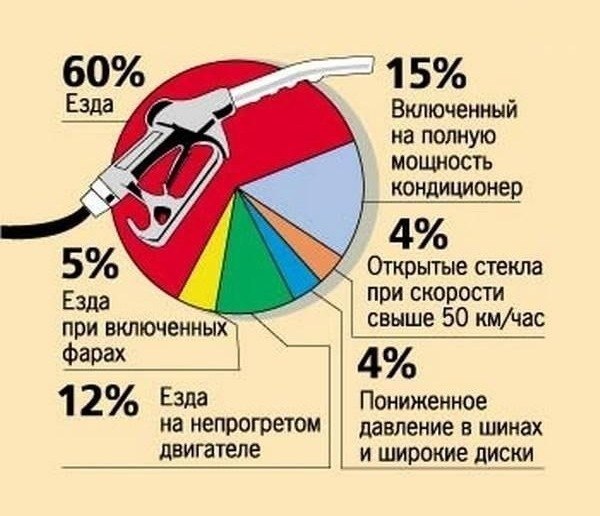 60%
Езда
15%
Включенный
на полную
мощность
кондиционер
4%
Открытые стекла
при скорости
свыше 50 км/час
5%
Езда
при включенных
фарах
4%
Пониженное
давление в шинах
и широкие диски
12%
Езда
на непрогретом
двигателе